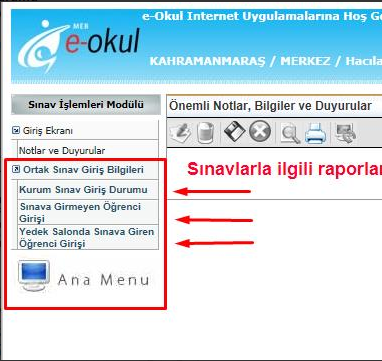 MEB
e-okul
e-Okul Internet Uygulamalarına Hoş Ge
KAHRAMANMARAŞ / MERKEZ / Hacıla
Sınav İşlemleri Modülü
Önemli Notlar, Bilgiler ve Duyurular
Giriş Ekranı
Notlar ve Duyurular
Ortak Sınav Giriş Bilgileri
Kurum Sınav Giriş Durumu
Sınava Girmeyen Öğrenci
Girişi
Yedek Salonda Sınava Giren
Öğrenci Girişi
Ana Menu
Sınavlarla ilgili raporlar